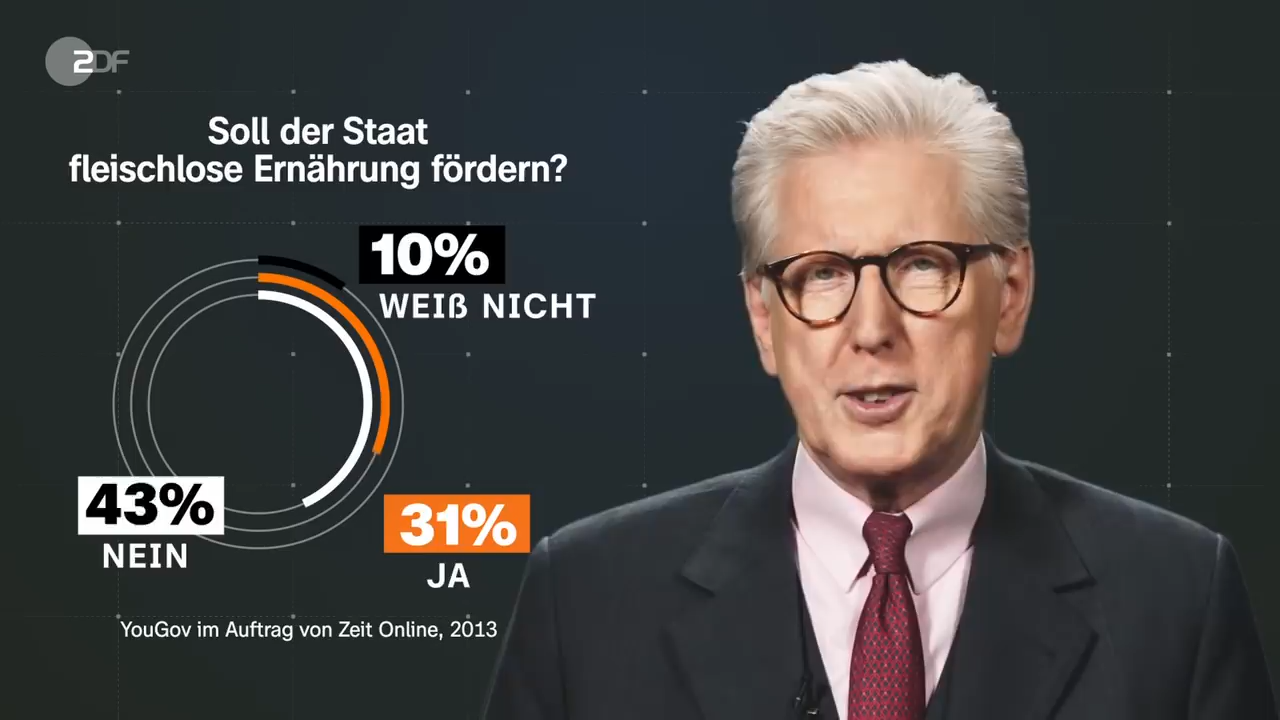 ZDF
Soll der Staat
fleischlose Ernährung fördern?
10%
WEIß NICHT
43%
NEIN
31%
JA
YouGov im Auftrag von Zeit Online, 2013